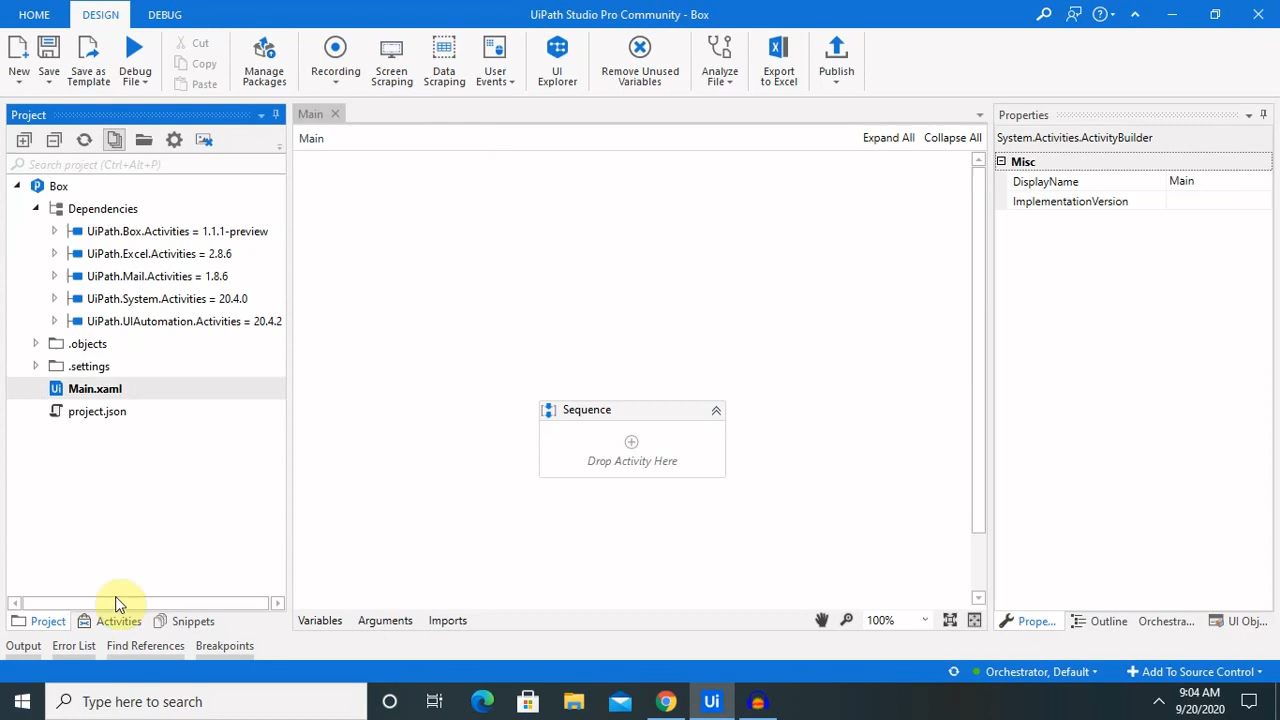 HOME DESIGN DEBUG UiPath Studio Pro Community - Box
New Save Save as Template Debug File Cut Copy Paste Manage Packages Recording Screen Scraping Data Scraping User Events UI Explorer Remove Unused Variables Analyze File Export to Excel Publish
Project
Search project (Ctrl+Alt+P)
Box
Dependencies
UiPath.Box.Activities = 1.1.1-preview
UiPath.Excel.Activities = 2.8.6
UiPath.Mail.Activities = 1.8.6
UiPath.System.Activities = 20.4.0
UiPath.UIAutomation.Activities = 20.4.2
.objects
.settings
Main.xaml
project.json
Project Activities Snippets
Main
Main Expand All Collapse All
Sequence
Drop Activity Here
Variables Arguments Imports 100%
Properties
System.Activities.ActivityBuilder
Misc
DisplayName Main
ImplementationVersion
Prope... Outline Orchestra... UI Obj...
Output Error List Find References Breakpoints
Orchestrator, Default Add To Source Control
Type here to search
9:04 AM
9/20/2020